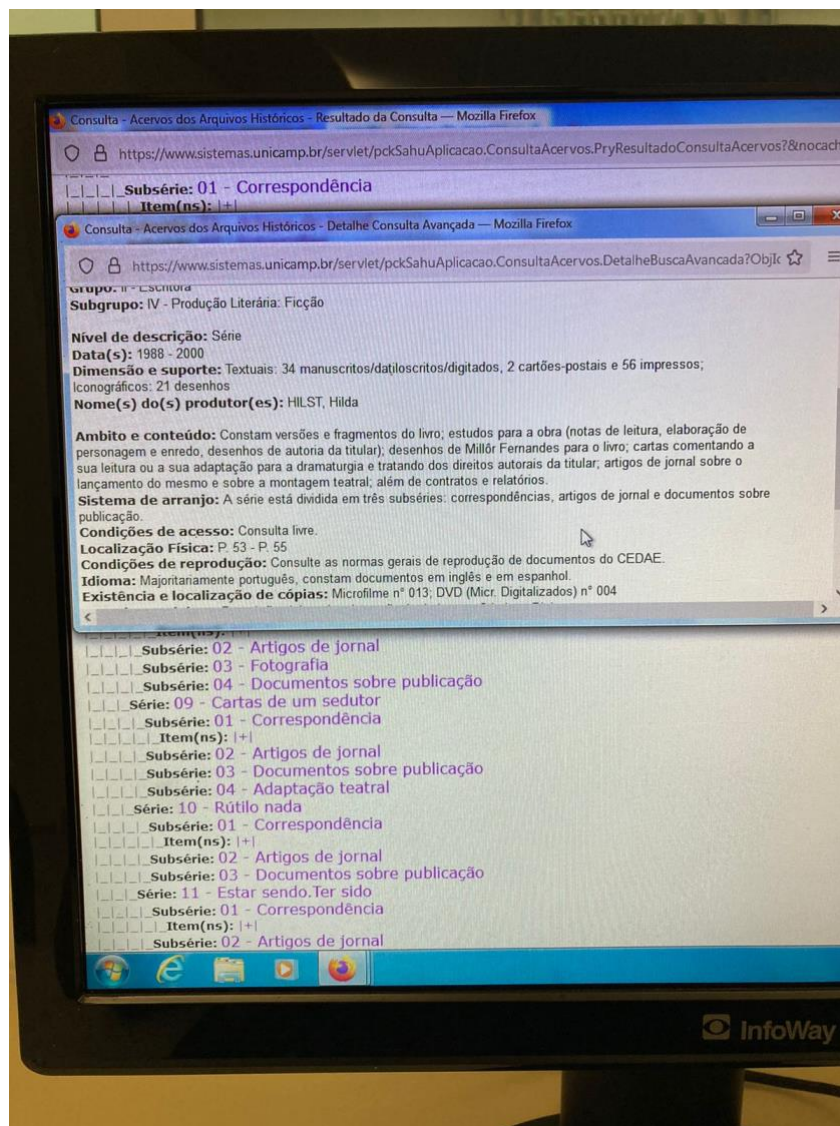 Consulta - Acervos dos Arquivos Históricos - Resultado da Consulta — Mozilla Firefox
https://www.sistemas.unicamp.br/servlet/pckSahuAplicacao.ConsultaAcervos.PryResultadoConsultaAcervos?&nocach
|_|_|_|_Subsérie: 01 - Correspondência
|_|_|_|_|_Item(ns): |+|
Consulta - Acervos dos Arquivos Históricos - Detalhe Consulta Avançada — Mozilla Firefox
https://www.sistemas.unicamp.br/servlet/pckSahuAplicacao.ConsultaAcervos.DetalheBuscaAvancada?ObjId
Grupo: II - Escritora
Subgrupo: IV - Produção Literária: Ficção
Nível de descrição: Série
Data(s): 1988 - 2000
Dimensão e suporte: Textuais: 34 manuscritos/datiloscritos/digitados, 2 cartões-postais e 56 impressos;
Iconográficos: 21 desenhos
Nome(s) do(s) produtor(es): HILST, Hilda
Ambito e conteúdo: Constam versões e fragmentos do livro; estudos para a obra (notas de leitura, elaboração de
personagem e enredo, desenhos de autoria da titular); desenhos de Millôr Fernandes para o livro; cartas comentando a
sua leitura ou a sua adaptação para a dramaturgia e tratando dos direitos autorais da titular; artigos de jornal sobre o
lançamento do mesmo e sobre a montagem teatral; além de contratos e relatórios.
Sistema de arranjo: A série está dividida em três subséries: correspondências, artigos de jornal e documentos sobre
publicação.
Condições de acesso: Consulta livre.
Localização Física: P. 53 - P. 55
Condições de reprodução: Consulte as normas gerais de reprodução de documentos do CEDAE.
Idioma: Majoritariamente português, constam documentos em inglês e em espanhol.
Existência e localização de cópias: Microfilme n° 013; DVD (Micr. Digitalizados) n° 004
Item(ns): |+|
|_|_|_|_Subsérie: 02 - Artigos de jornal
|_|_|_|_Subsérie: 03 - Fotografia
|_|_|_|_Subsérie: 04 - Documentos sobre publicação
|_|_|_Série: 09 - Cartas de um sedutor
|_|_|_|_Subsérie: 01 - Correspondência
|_|_|_|_|_Item(ns): |+|
|_|_|_|_Subsérie: 02 - Artigos de jornal
|_|_|_|_Subsérie: 03 - Documentos sobre publicação
|_|_|_|_Subsérie: 04 - Adaptação teatral
|_|_|_Série: 10 - Rútilo nada
|_|_|_|_Subsérie: 01 - Correspondência
|_|_|_|_|_Item(ns): |+|
|_|_|_|_Subsérie: 02 - Artigos de jornal
|_|_|_|_Subsérie: 03 - Documentos sobre publicação
|_|_|_Série: 11 - Estar sendo.Ter sido
|_|_|_|_Subsérie: 01 - Correspondência
|_|_|_|_|_Item(ns): |+|
|_|_|_|_Subsérie: 02 - Artigos de jornal
InfoWay